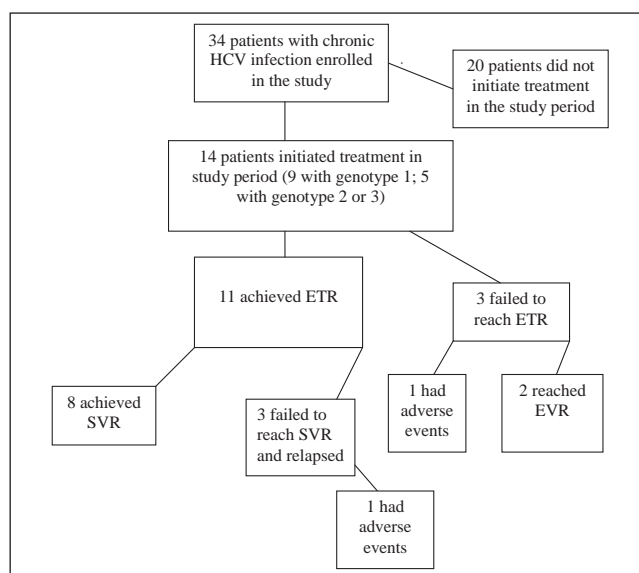 34 patients with chronic
HCV infection enrolled
in the study
20 patients did not
initiate treatment
in the study period
14 patients initiated treatment in
study period (9 with genotype 1; 5
with genotype 2 or 3)
11 achieved ETR
3 failed to
reach ETR
8 achieved
SVR
3 failed to
reach SVR
and relapsed
1 had
adverse
events
2 reached
EVR
1 had
adverse
events